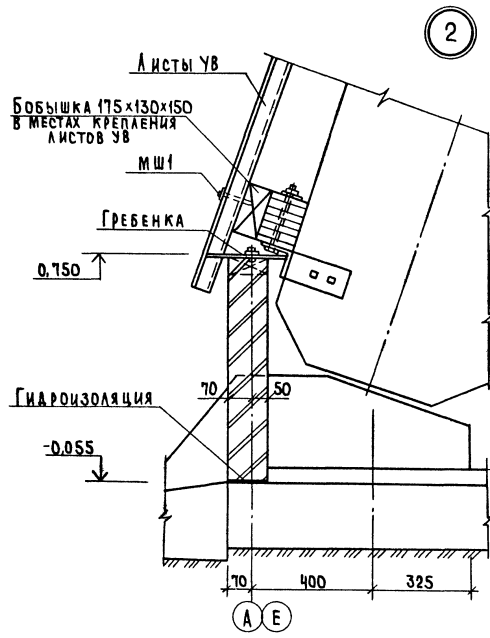 2
Листы УВ
Бобышка 175×130×150
в местах крепления
листов УВ
МШ1
Гребенка
0,750
70
50
Гидроизоляция
-0,055
70
400
325
А
Е